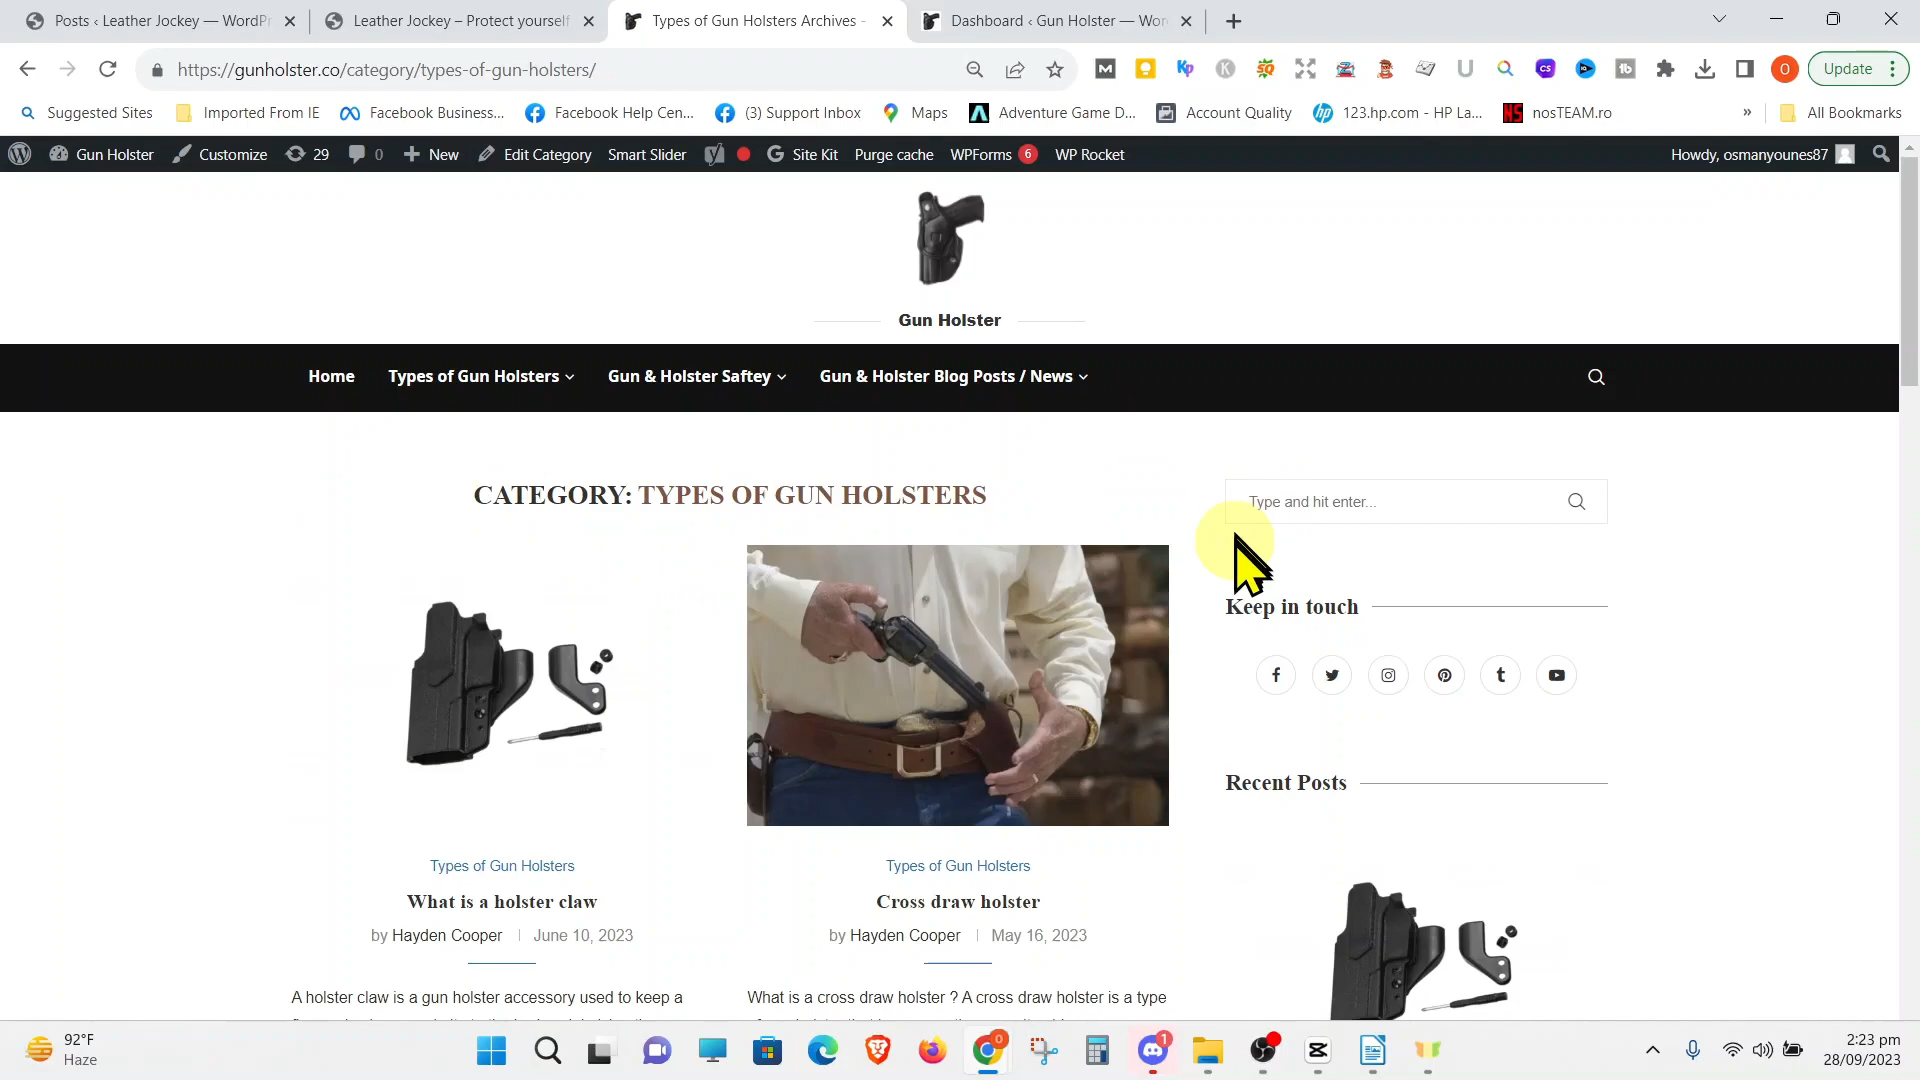 Posts ‹ Leather Jockey — WordPr
Leather Jockey – Protect yourself
Types of Gun Holsters Archives -
Dashboard ‹ Gun Holster — Wor
https://gunholster.co/category/types-of-gun-holsters/
Update
Suggested Sites
Imported From IE
Facebook Business...
Facebook Help Cen...
(3) Support Inbox
Maps
Adventure Game D...
Account Quality
123.hp.com - HP La...
nosTEAM.ro
»
All Bookmarks
Gun Holster
Customize
29
0
New
Edit Category
Smart Slider
Site Kit
Purge cache
WPForms 6
WP Rocket
Howdy, osmanyounes87
Gun Holster
Home
Types of Gun Holsters
Gun & Holster Saftey
Gun & Holster Blog Posts / News
CATEGORY: TYPES OF GUN HOLSTERS
Type and hit enter...
Keep in touch
Recent Posts
Types of Gun Holsters
What is a holster claw
by Hayden Cooper
June 10, 2023
A holster claw is a gun holster accessory used to keep a
Types of Gun Holsters
Cross draw holster
by Hayden Cooper
May 16, 2023
What is a cross draw holster ? A cross draw holster is a type
92°F
Haze
2:23 pm
28/09/2023